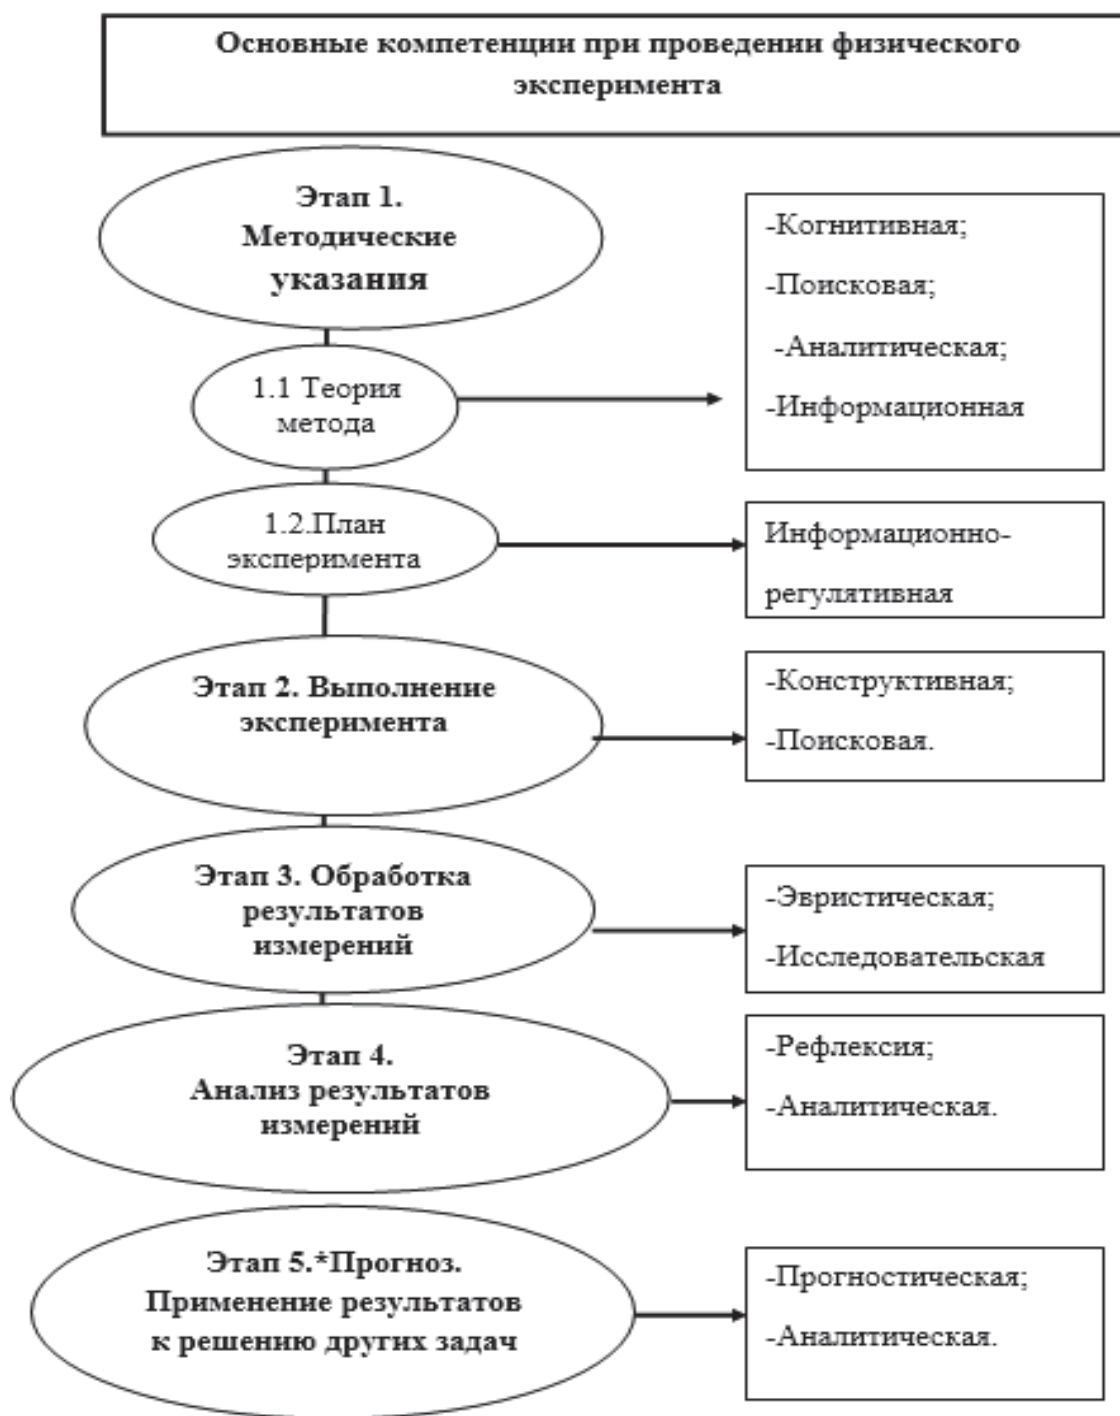 Основные компетенции при проведении физического
эксперимента
Этап 1.
Методические
указания
-Когнитивная;
-Поисковая;
-Аналитическая;
-Информационная
1.1 Теория
метода
1.2.План
эксперимента
Информационно-
регулятивная
Этап 2. Выполнение
эксперимента
-Конструктивная;
-Поисковая.
Этап 3. Обработка
результатов
измерений
-Эвристическая;
-Исследовательская
Этап 4.
Анализ результатов
измерений
-Рефлексия;
-Аналитическая.
Этап 5.*Прогноз.
Применение результатов
к решению других задач
-Прогностическая;
-Аналитическая.